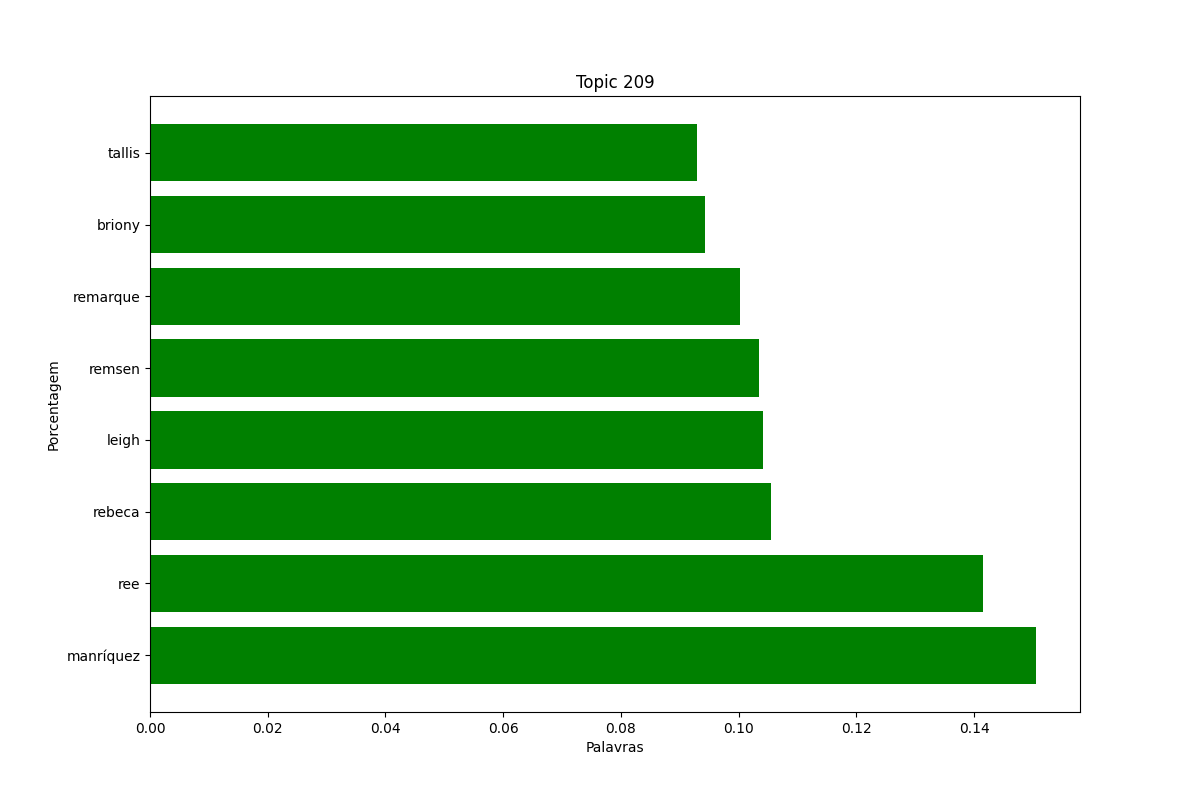 Topic 209
tallis
briony
remarque
remsen
leigh
rebeca
ree
manríquez
Porcentagem
0.00 0.02 0.04 0.06 0.08 0.10 0.12 0.14
Palavras